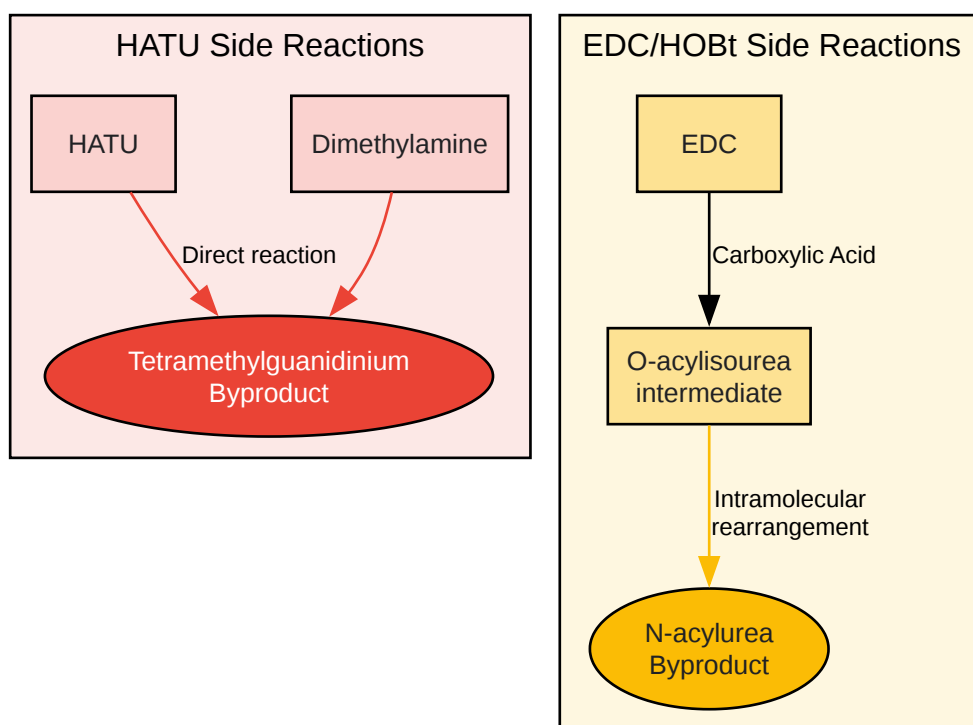 HATU Side Reactions
HATU
Dimethylamine
Direct reaction
Tetramethylguanidinium
Byproduct
EDC/HOBt Side Reactions
EDC
Carboxylic Acid
O-acylisourea
intermediate
Intramolecular
rearrangement
N-acylurea
Byproduct